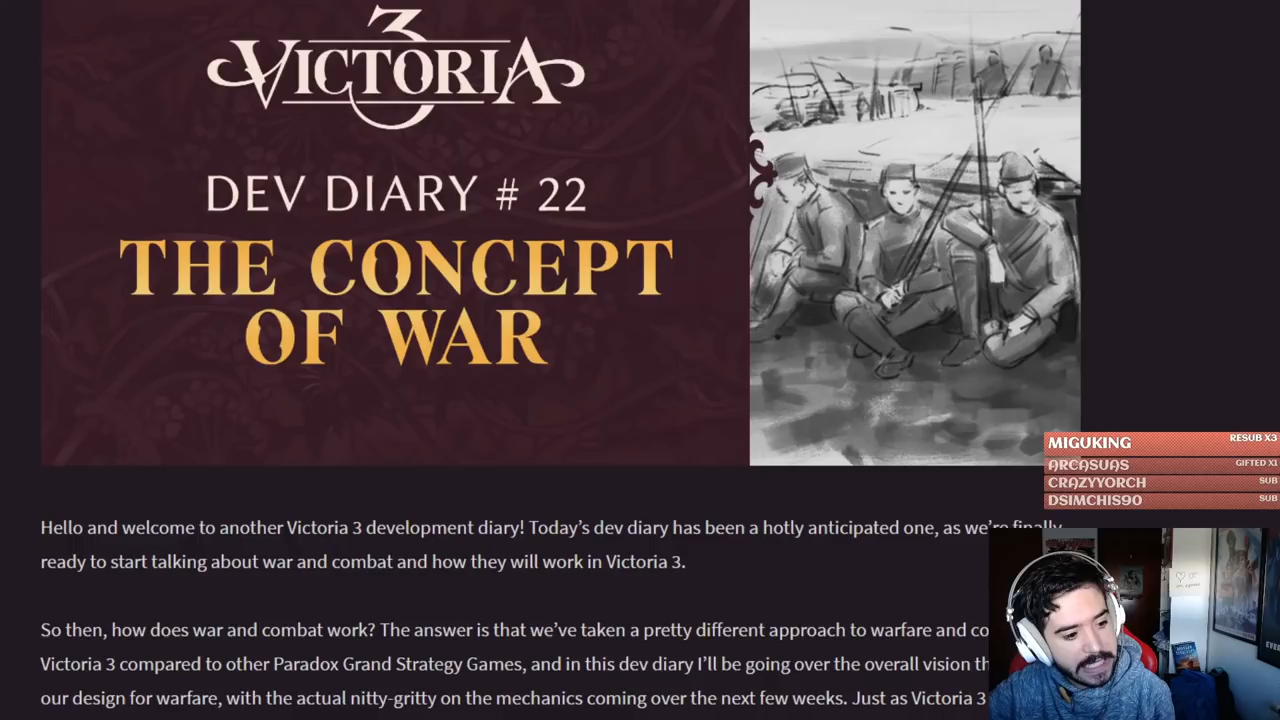 3
VICTORIA
DEV DIARY # 22
THE CONCEPT
OF WAR
MIGUKING RESUB X3
ARCASUAS GIFTED X1
CRAZYYORCH SUB
DSIMCHIS90 SUB
Hello and welcome to another Victoria 3 development diary! Today's dev diary has been a hotly anticipated one, as we're finally
ready to start talking about war and combat and how they will work in Victoria 3.
So then, how does war and combat work? The answer is that we've taken a pretty different approach to warfare and co
Victoria 3 compared to other Paradox Grand Strategy Games, and in this dev diary I'll be going over the overall vision th
our design for warfare, with the actual nitty-gritty on the mechanics coming over the next few weeks. Just as Victoria 3